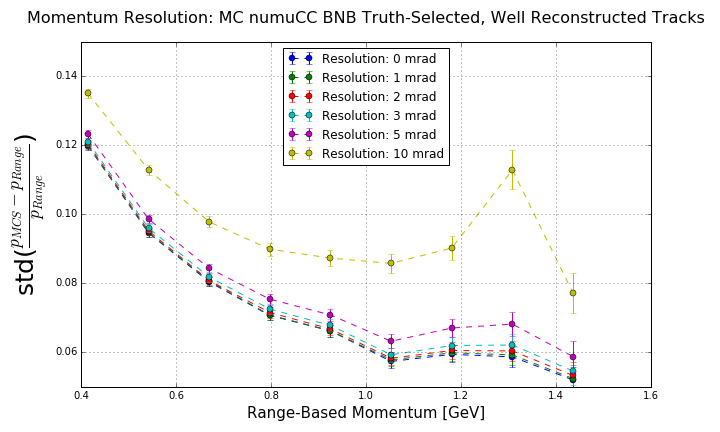 Momentum Resolution: MC numuCC BNB Truth-Selected, Well Reconstructed Tracks
Resolution: 0 mrad
Resolution: 1 mrad
Resolution: 2 mrad
Resolution: 3 mrad
Resolution: 5 mrad
Resolution: 10 mrad
std(p_MCS − p_Range / p_Range)
0.14
0.12
0.10
0.08
0.06
0.4 0.6 0.8 1.0 1.2 1.4 1.6
Range-Based Momentum [GeV]